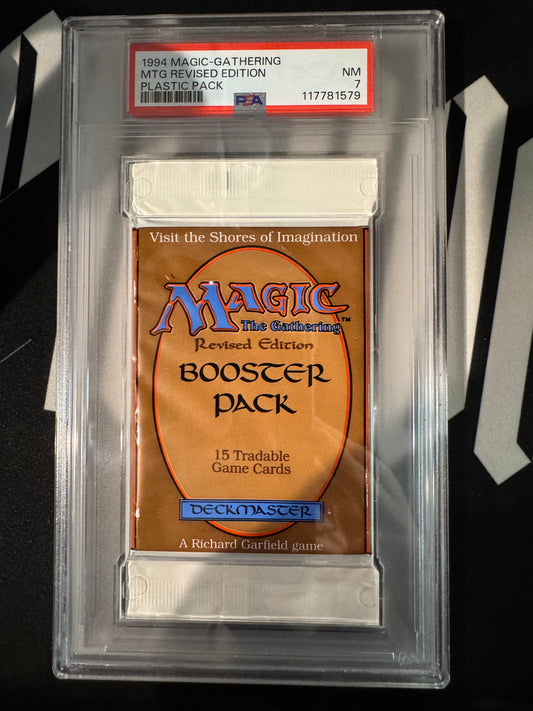 1994 MAGIC-GATHERING
MTG REVISED EDITION NM
PLASTIC PACK 7
PSA 117781579
Visit the Shores of Imagination
MAGIC
The Gathering™
Revised Edition
BOOSTER
PACK
15 Tradable
Game Cards
DECKMASTER
A Richard Garfield game